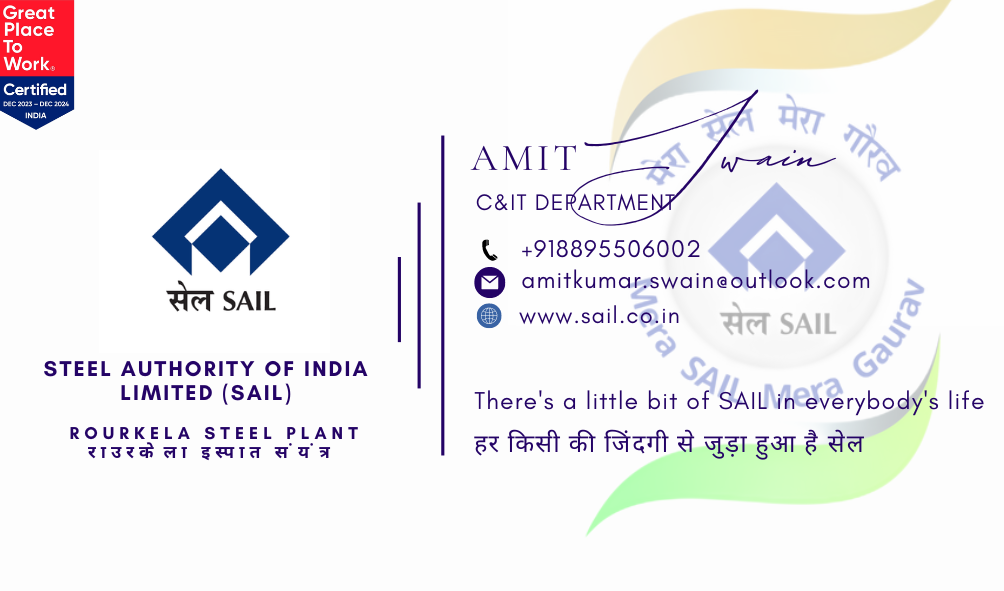 Great
Place
To
Work®
Certified
DEC 2023 – DEC 2024
INDIA
सेल SAIL
STEEL AUTHORITY OF INDIA
LIMITED (SAIL)
ROURKELA STEEL PLANT
राउरकेला इस्पात संयंत्र
AMIT Swain
C&IT DEPARTMENT
+918895506002
amitkumar.swain@outlook.com
www.sail.co.in
There's a little bit of SAIL in everybody's life
हर किसी की जिंदगी से जुड़ा हुआ है सेल
मेरा सेल मेरा गौरव
सेल SAIL
Mera SAIL Mera Gaurav